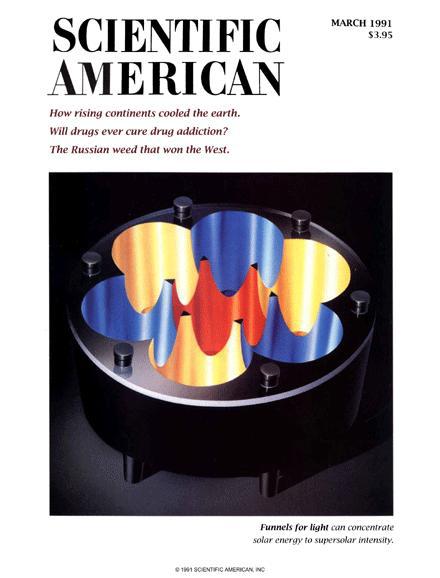 SCIENTIFIC
AMERICAN
MARCH 1991
$3.95
How rising continents cooled the earth.
Will drugs ever cure drug addiction?
The Russian weed that won the West.
Funnels for light can concentrate
solar energy to supersolar intensity.
© 1991 SCIENTIFIC AMERICAN, INC